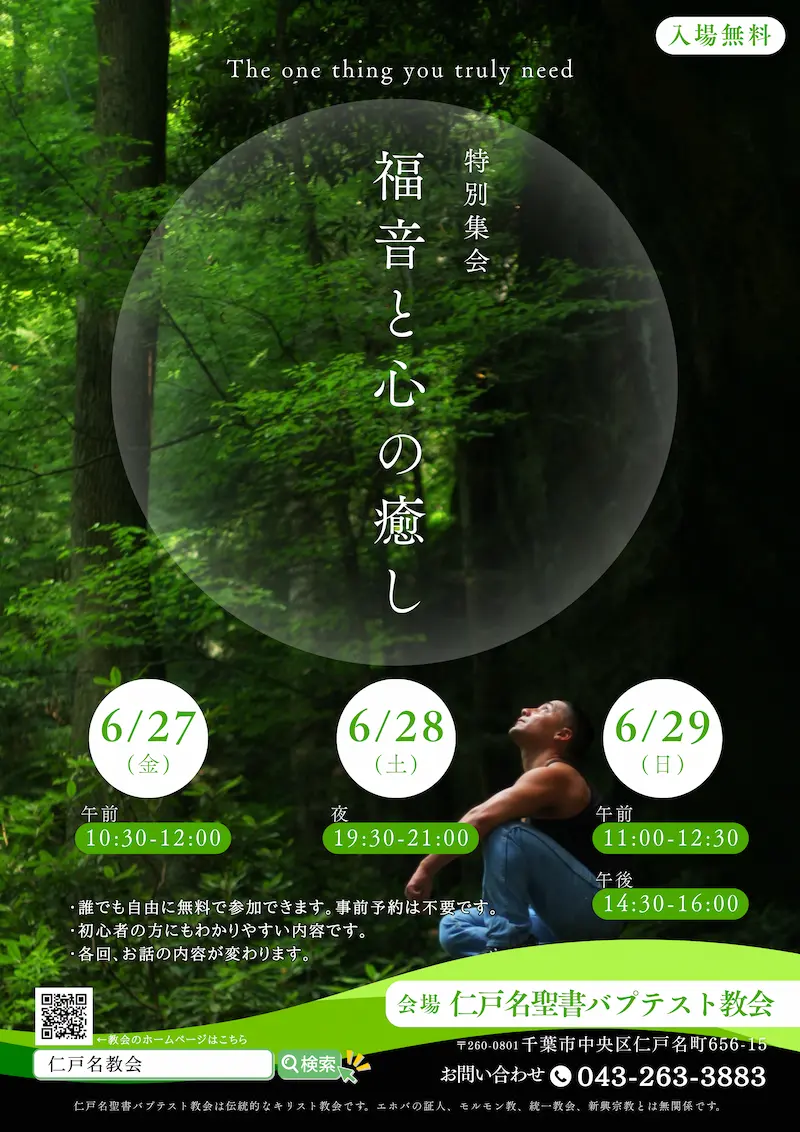 入場無料
The one thing you truly need
特別集会
福音と心の癒し
6/27
(金)
午前
10:30-12:00
6/28
(土)
夜
19:30-21:00
6/29
(日)
午前
11:00-12:30
午後
14:30-16:00
・誰でも自由に無料で参加できます。事前予約は不要です。
・初心者の方にもわかりやすい内容です。
・各回、お話の内容が変わります。
会場 仁戸名聖書バプテスト教会
〒260-0801千葉市中央区仁戸名町656-15
お問い合わせ 043-263-3883
←教会のホームページはこちら
仁戸名教会
検索
仁戸名聖書バプテスト教会は伝統的なキリスト教会です。エホバの証人、モルモン教、統一教会、新興宗教とは無関係です。